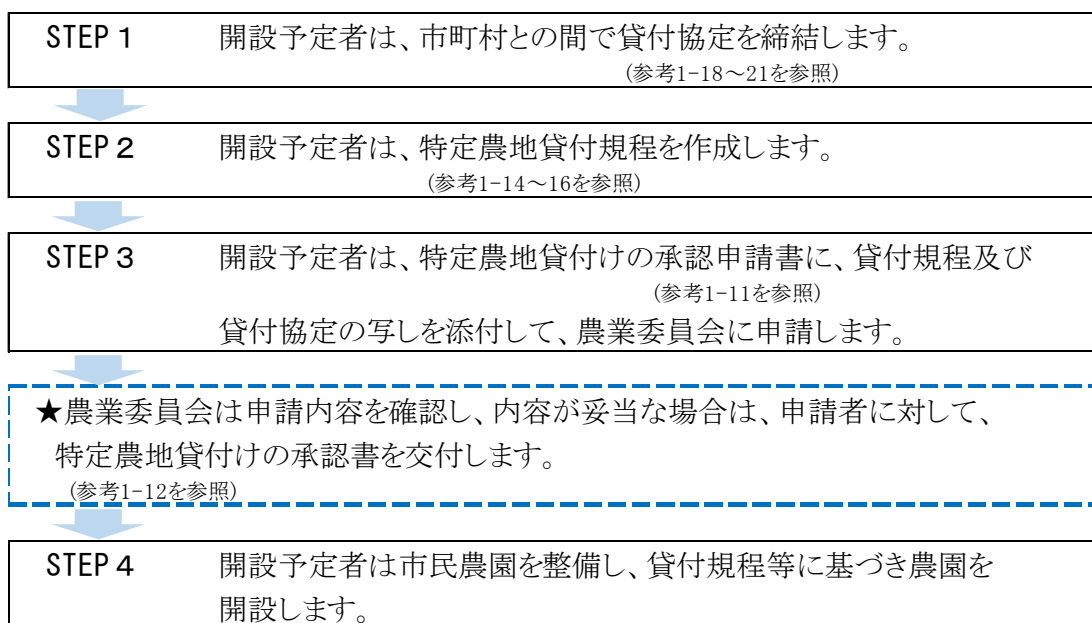 STEP 1 開設予定者は、市町村との間で貸付協定を締結します。
(参考1-18～21を参照)
STEP 2 開設予定者は、特定農地貸付規程を作成します。
(参考1-14～16を参照)
STEP 3 開設予定者は、特定農地貸付けの承認申請書に、貸付規程及び
(参考1-11を参照)
貸付協定の写しを添付して、農業委員会に申請します。
★農業委員会は申請内容を確認し、内容が妥当な場合は、申請者に対して、
特定農地貸付けの承認書を交付します。
(参考1-12を参照)
STEP 4 開設予定者は市民農園を整備し、貸付規程等に基づき農園を
開設します。